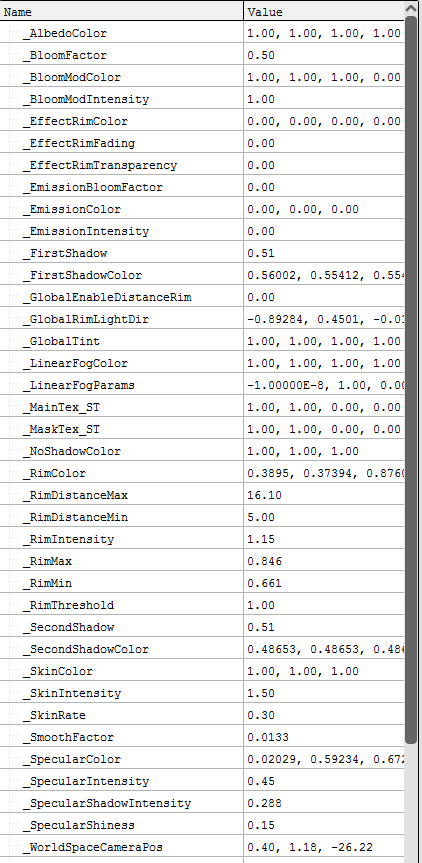 Name Value
_AlbedoColor 1.00, 1.00, 1.00, 1.00
_BloomFactor 0.50
_BloomModColor 1.00, 1.00, 1.00, 0.00
_BloomModIntensity 1.00
_EffectRimColor 0.00, 0.00, 0.00, 0.00
_EffectRimFading 0.00
_EffectRimTransparency 0.00
_EmissionBloomFactor 0.00
_EmissionColor 0.00, 0.00, 0.00
_EmissionIntensity 0.00
_FirstShadow 0.51
_FirstShadowColor 0.56002, 0.55412, 0.554
_GlobalEnableDistanceRim 0.00
_GlobalRimLightDir -0.89284, 0.4501, -0.01
_GlobalTint 1.00, 1.00, 1.00, 1.00
_LinearFogColor 1.00, 1.00, 1.00, 1.00
_LinearFogParams -1.00000E-8, 1.00, 0.00
_MainTex_ST 1.00, 1.00, 0.00, 0.00
_MaskTex_ST 1.00, 1.00, 0.00, 0.00
_NoShadowColor 1.00, 1.00, 1.00
_RimColor 0.3895, 0.37394, 0.8760
_RimDistanceMax 16.10
_RimDistanceMin 5.00
_RimIntensity 1.15
_RimMax 0.846
_RimMin 0.661
_RimThreshold 1.00
_SecondShadow 0.51
_SecondShadowColor 0.48653, 0.48653, 0.486
_SkinColor 1.00, 1.00, 1.00
_SkinIntensity 1.50
_SkinRate 0.30
_SmoothFactor 0.0133
_SpecularColor 0.02029, 0.59234, 0.672
_SpecularIntensity 0.45
_SpecularShadowIntensity 0.288
_SpecularShiness 0.15
_WorldSpaceCameraPos 0.40, 1.18, -26.22